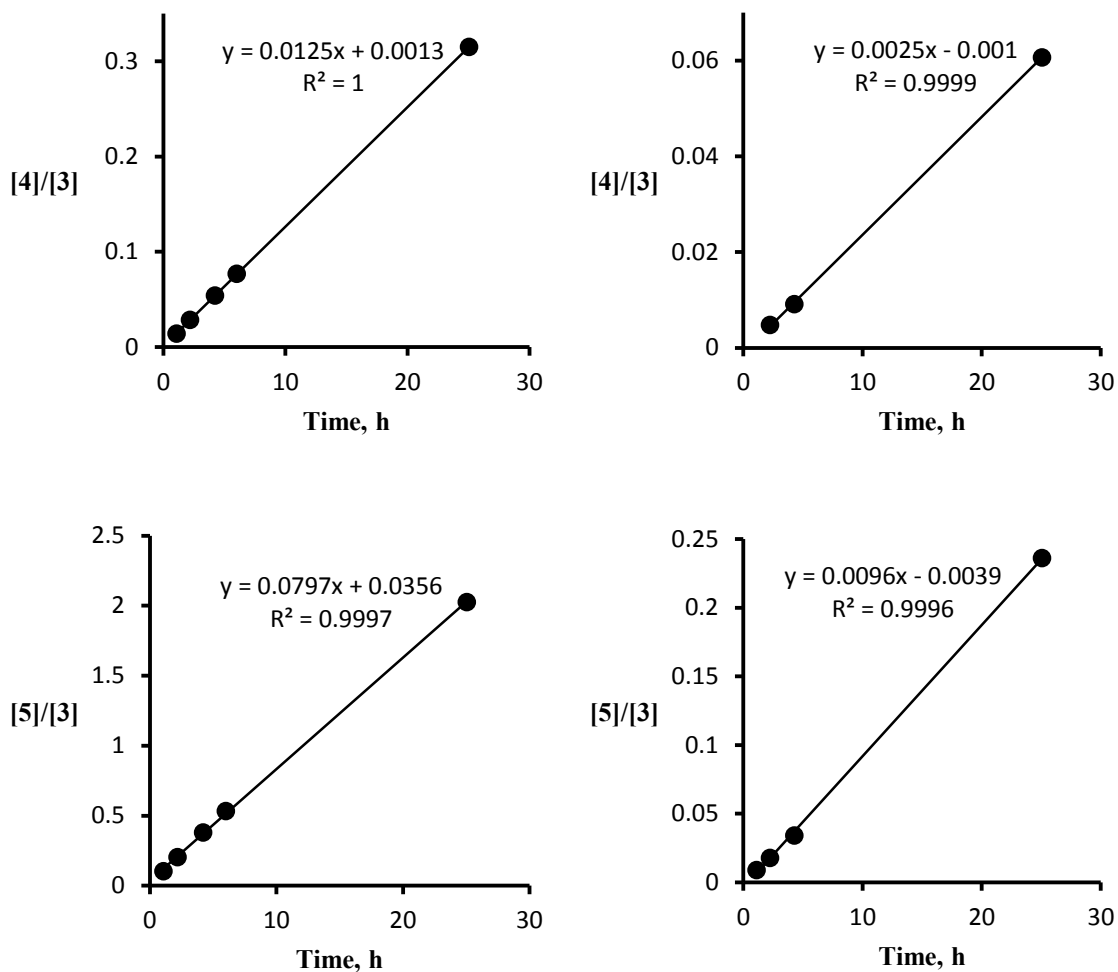 y = 0.0125x + 0.0013
R² = 1
0.3
0.2
0.1
0
[4]/[3]
0 10 20 30
Time, h
y = 0.0025x - 0.001
R² = 0.9999
0.06
0.04
0.02
0
[4]/[3]
0 10 20 30
Time, h
y = 0.0797x + 0.0356
R² = 0.9997
2.5
2
1.5
1
0.5
0
[5]/[3]
0 10 20 30
Time, h
y = 0.0096x - 0.0039
R² = 0.9996
0.25
0.2
0.15
0.1
0.05
0
[5]/[3]
0 10 20 30
Time, h